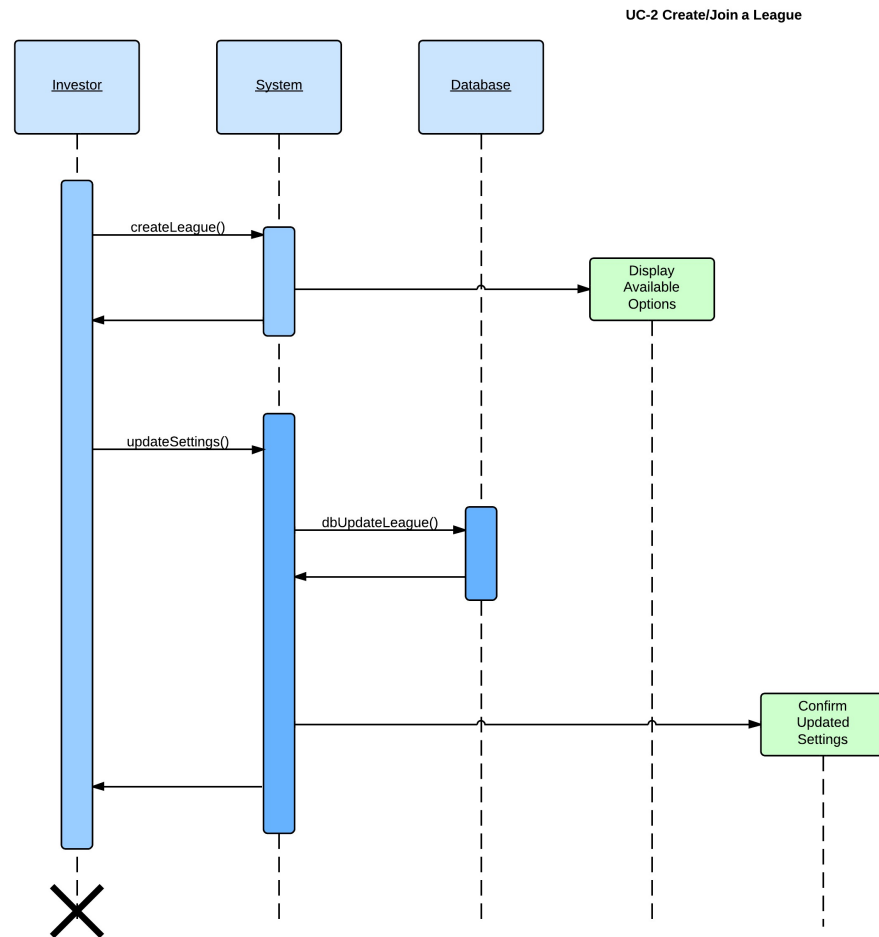 UC-2 Create/Join a League
Investor
System
Database
createLeague()
Display
Available
Options
updateSettings()
dbUpdateLeague()
Confirm
Updated
Settings